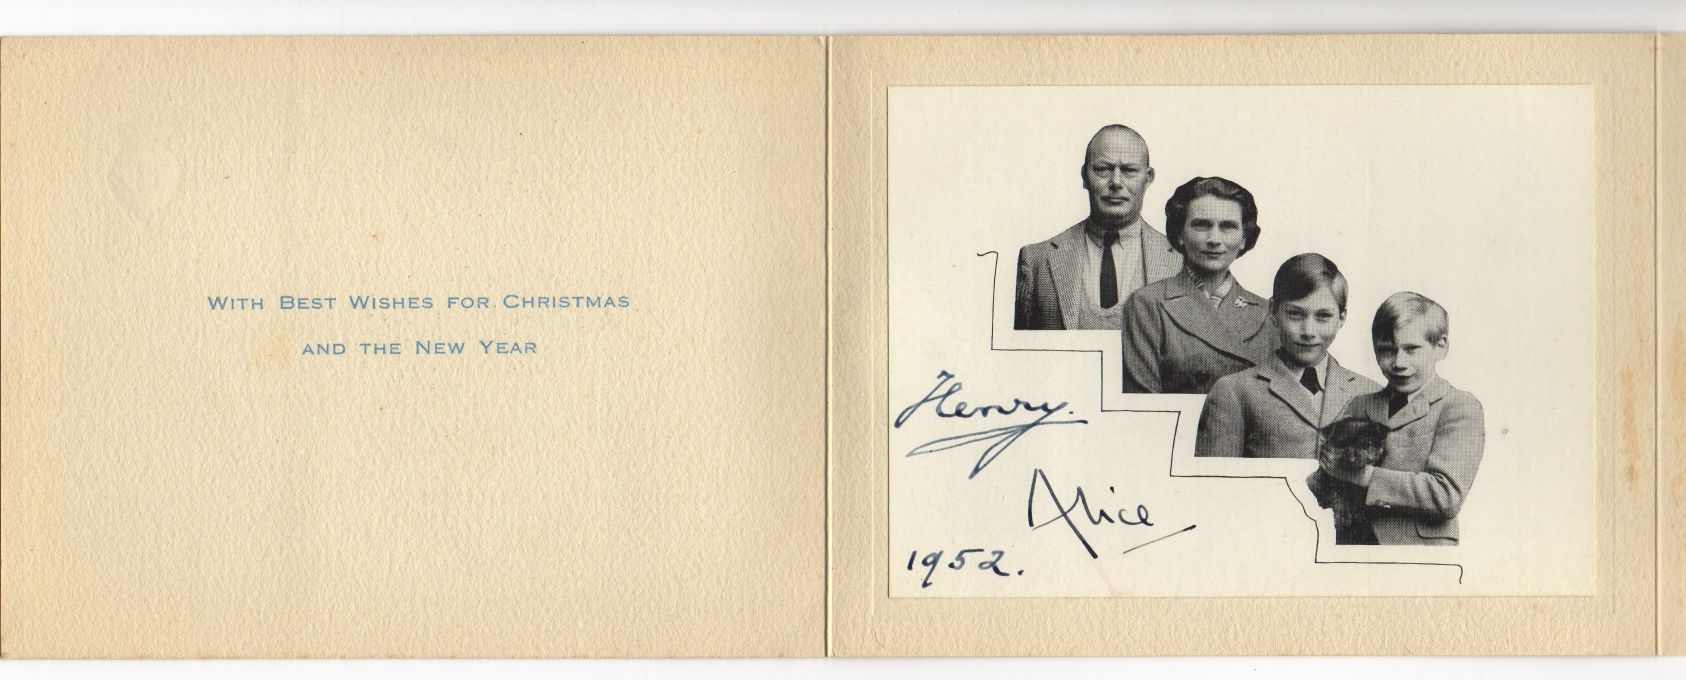 With Best Wishes for Christmas
and the New Year
Henry.
Alice
1952.